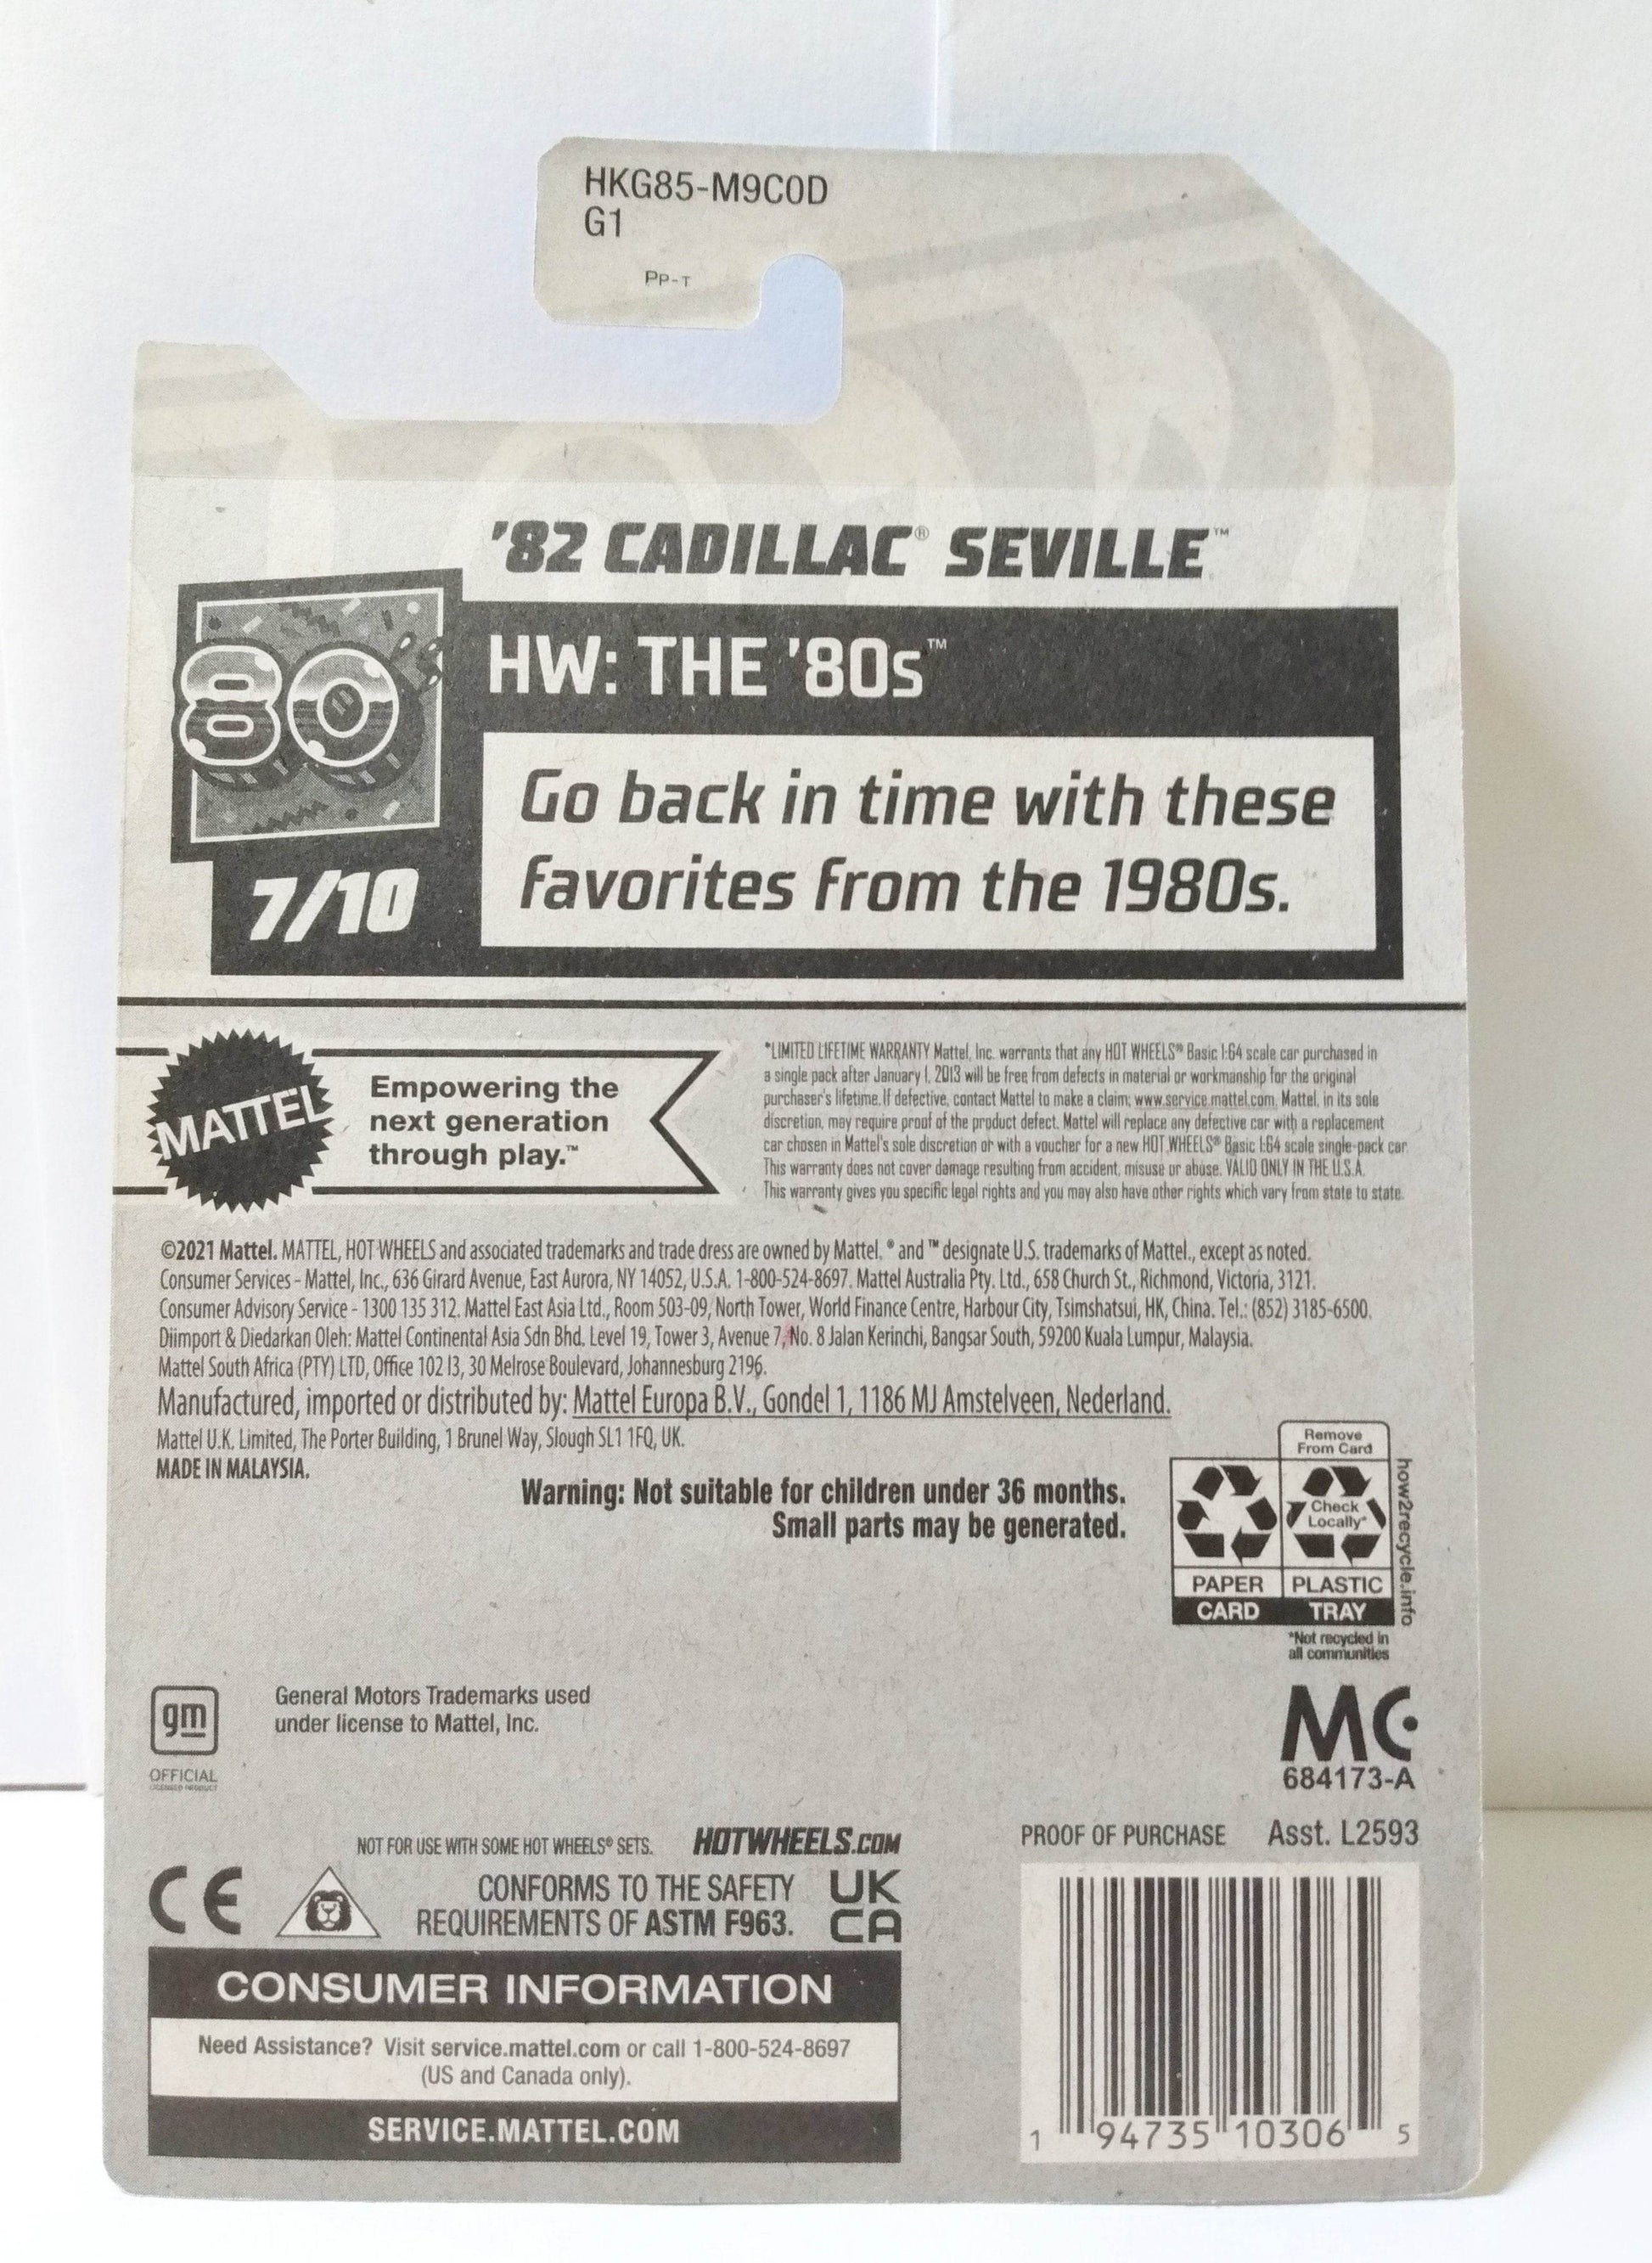 HKG85-M9C0D
G1
PP-T
'82 CADILLAC® SEVILLE™
80
HW: THE '80s™
Go back in time with these
favorites from the 1980s.
7/10
MATTEL
Empowering the
next generation
through play.™
*LIMITED LIFETIME WARRANTY Mattel, Inc. warrants that any HOT WHEELS® Basic 1:64 scale car purchased in
a single pack after January 1, 2013 will be free from defects in material or workmanship for the original
purchaser's lifetime. If defective, contact Mattel to make a claim; www.service.mattel.com. Mattel, in its sole
discretion, may require proof of the product defect. Mattel will replace any defective car with a replacement
car chosen in Mattel's sole discretion or with a voucher for a new HOT WHEELS® Basic 1:64 scale single-pack car.
This warranty does not cover damage resulting from accident, misuse or abuse. VALID ONLY IN THE U.S.A.
This warranty gives you specific legal rights and you may also have other rights which vary from state to state.
©2021 Mattel. MATTEL, HOT WHEELS and associated trademarks and trade dress are owned by Mattel. ® and ™ designate U.S. trademarks of Mattel., except as noted.
Consumer Services - Mattel, Inc., 636 Girard Avenue, East Aurora, NY 14052, U.S.A. 1-800-524-8697. Mattel Australia Pty. Ltd., 658 Church St., Richmond, Victoria, 3121.
Consumer Advisory Service - 1300 135 312. Mattel East Asia Ltd., Room 503-09, North Tower, World Finance Centre, Harbour City, Tsimshatsui, HK, China. Tel.: (852) 3185-6500.
Diimport & Diedarkan Oleh: Mattel Continental Asia Sdn Bhd. Level 19, Tower 3, Avenue 7, No. 8 Jalan Kerinchi, Bangsar South, 59200 Kuala Lumpur, Malaysia.
Mattel South Africa (PTY) LTD, Office 102 I3, 30 Melrose Boulevard, Johannesburg 2196.
Manufactured, imported or distributed by: Mattel Europa B.V., Gondel 1, 1186 MJ Amstelveen, Nederland.
Mattel U.K. Limited, The Porter Building, 1 Brunel Way, Slough SL1 1FQ, UK.
MADE IN MALAYSIA.
Warning: Not suitable for children under 36 months.
Small parts may be generated.
Remove
From Card
Check
Locally*
PAPER PLASTIC
CARD TRAY
how2recycle.info
*Not recycled in
all communities
gm
OFFICIAL
LICENSED PRODUCT
General Motors Trademarks used
under license to Mattel, Inc.
MC
684173-A
NOT FOR USE WITH SOME HOT WHEELS® SETS. HOTWHEELS.COM
PROOF OF PURCHASE Asst. L2593
CE
CONFORMS TO THE SAFETY
REQUIREMENTS OF ASTM F963.
UK
CA
CONSUMER INFORMATION
Need Assistance? Visit service.mattel.com or call 1-800-524-8697
(US and Canada only).
SERVICE.MATTEL.COM
1 94735 10306 5